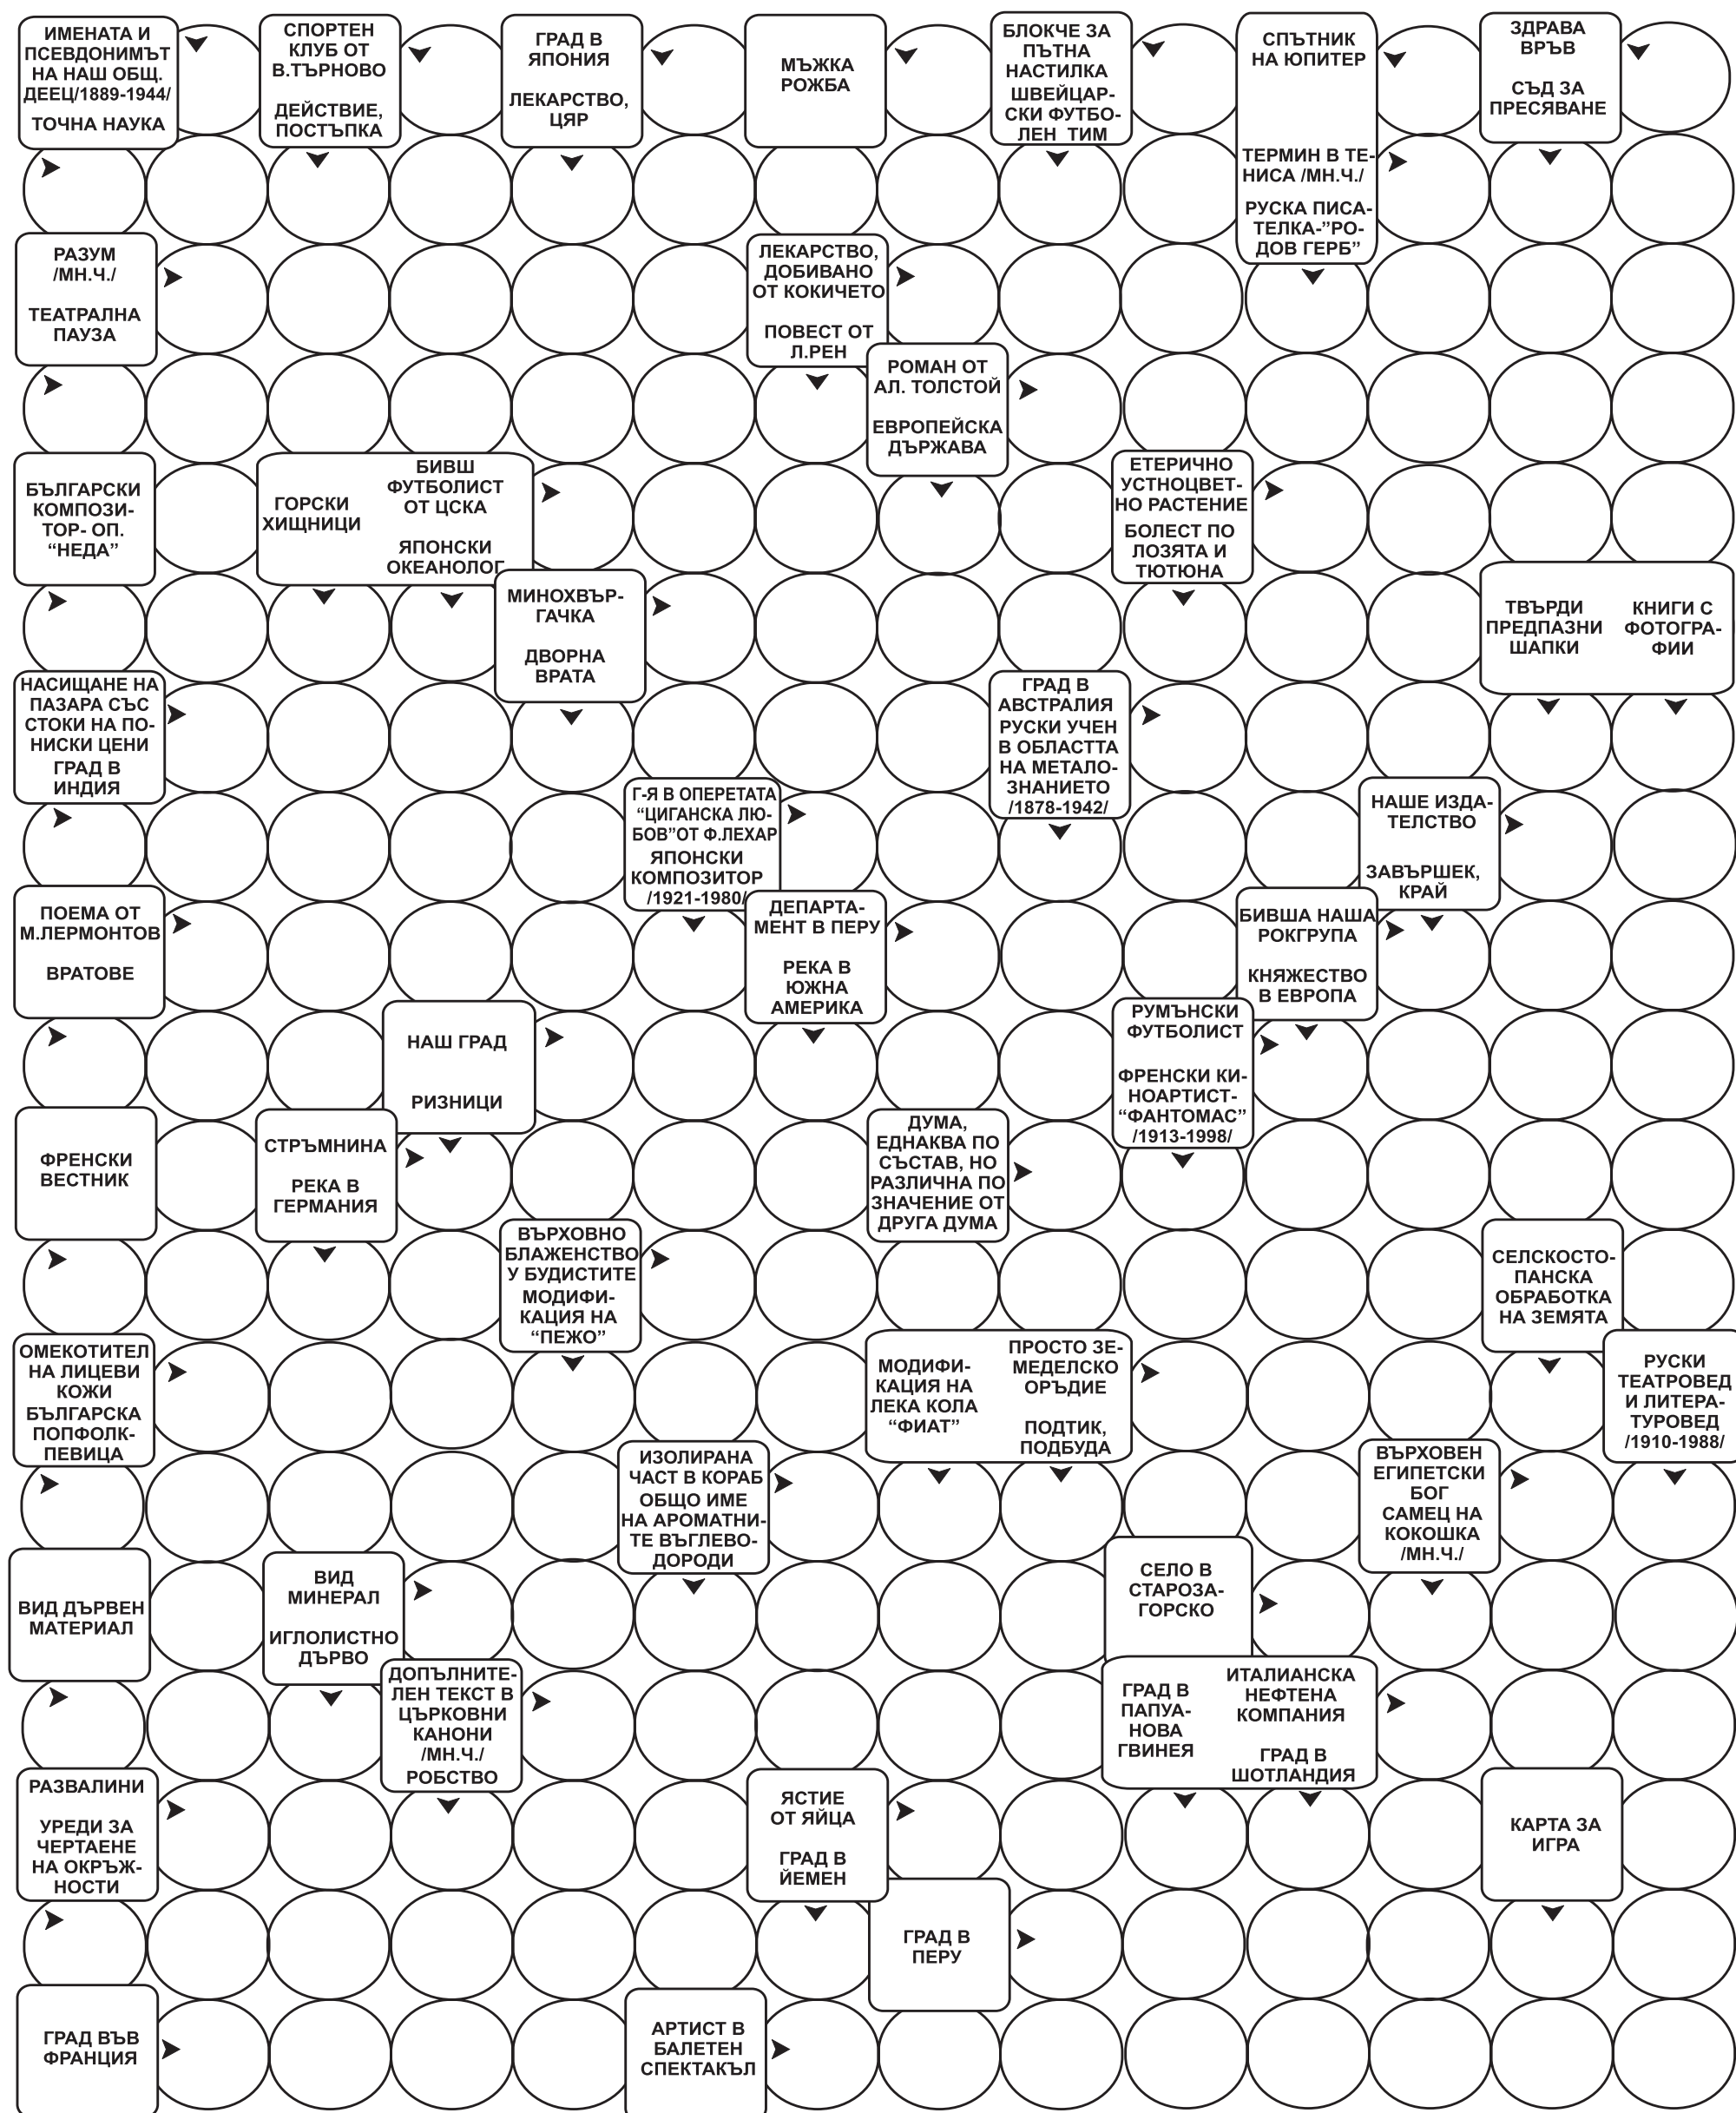 ИМЕНАТА И
ПСЕВДОНИМЪТ
НА НАШ ОБЩ.
ДЕЕЦ/1889-1944/
ТОЧНА НАУКА
СПОРТЕН
КЛУБ ОТ
В.ТЪРНОВО
ДЕЙСТВИЕ,
ПОСТЪПКА
ГРАД В
ЯПОНИЯ
ЛЕКАРСТВО,
ЦЯР
МЪЖКА
РОЖБА
БЛОКЧЕ ЗА
ПЪТНА
НАСТИЛКА
ШВЕЙЦАР-
СКИ ФУТБО-
ЛЕН ТИМ
СПЪТНИК
НА ЮПИТЕР
ТЕРМИН В ТЕ-
НИСА /МН.Ч./
РУСКА ПИСА-
ТЕЛКА-”РО-
ДОВ ГЕРБ”
ЗДРАВА
ВРЪВ
СЪД ЗА
ПРЕСЯВАНЕ
РАЗУМ
/МН.Ч./
ТЕАТРАЛНА
ПАУЗА
ЛЕКАРСТВО,
ДОБИВАНО
ОТ КОКИЧЕТО
ПОВЕСТ ОТ
Л.РЕН
РОМАН ОТ
АЛ. ТОЛСТОЙ
ЕВРОПЕЙСКА
ДЪРЖАВА
БЪЛГАРСКИ
КОМПОЗИ-
ТОР- ОП.
“НЕДА”
ГОРСКИ
ХИЩНИЦИ
БИВШ
ФУТБОЛИСТ
ОТ ЦСКА
ЯПОНСКИ
ОКЕАНОЛОГ
ЕТЕРИЧНО
УСТНОЦВЕТ-
НО РАСТЕНИЕ
БОЛЕСТ ПО
ЛОЗЯТА И
ТЮТЮНА
МИНОХВЪР-
ГАЧКА
ДВОРНА
ВРАТА
ТВЪРДИ
ПРЕДПАЗНИ
ШАПКИ
КНИГИ С
ФОТОГРА-
ФИИ
НАСИЩАНЕ НА
ПАЗАРА СЪС
СТОКИ НА ПО-
НИСКИ ЦЕНИ
ГРАД В
ИНДИЯ
ГРАД В
АВСТРАЛИЯ
РУСКИ УЧЕН
В ОБЛАСТТА
НА МЕТАЛО-
ЗНАНИЕТО
/1878-1942/
Г-Я В ОПЕРЕТАТА
“ЦИГАНСКА ЛЮ-
БОВ”ОТ Ф.ЛЕХАР
ЯПОНСКИ
КОМПОЗИТОР
/1921-1980/
НАШЕ ИЗДА-
ТЕЛСТВО
ЗАВЪРШЕК,
КРАЙ
ПОЕМА ОТ
М.ЛЕРМОНТОВ
ВРАТОВЕ
ДЕПАРТА-
МЕНТ В ПЕРУ
РЕКА В
ЮЖНА
АМЕРИКА
БИВША НАША
РОКГРУПА
КНЯЖЕСТВО
В ЕВРОПА
НАШ ГРАД
РИЗНИЦИ
РУМЪНСКИ
ФУТБОЛИСТ
ФРЕНСКИ КИ-
НОАРТИСТ-
“ФАНТОМАС”
/1913-1998/
ФРЕНСКИ
ВЕСТНИК
СТРЪМНИНА
РЕКА В
ГЕРМАНИЯ
ДУМА,
ЕДНАКВА ПО
СЪСТАВ, НО
РАЗЛИЧНА ПО
ЗНАЧЕНИЕ ОТ
ДРУГА ДУМА
ВЪРХОВНО
БЛАЖЕНСТВО
У БУДИСТИТЕ
МОДИФИ-
КАЦИЯ НА
“ПЕЖО”
СЕЛСКОСТО-
ПАНСКА
ОБРАБОТКА
НА ЗЕМЯТА
ОМЕКОТИТЕЛ
НА ЛИЦЕВИ
КОЖИ
БЪЛГАРСКА
ПОПФОЛК-
ПЕВИЦА
МОДИФИ-
КАЦИЯ НА
ЛЕКА КОЛА
“ФИАТ”
ПРОСТО ЗЕ-
МЕДЕЛСКО
ОРЪДИЕ
ПОДТИК,
ПОДБУДА
РУСКИ
ТЕАТРОВЕД
И ЛИТЕРА-
ТУРОВЕД
/1910-1988/
ИЗОЛИРАНА
ЧАСТ В КОРАБ
ОБЩО ИМЕ
НА АРОМАТНИ-
ТЕ ВЪГЛЕВО-
ДОРОДИ
ВЪРХОВЕН
ЕГИПЕТСКИ
БОГ
САМЕЦ НА
КОКОШКА
/МН.Ч./
ВИД ДЪРВЕН
МАТЕРИАЛ
ВИД
МИНЕРАЛ
ИГЛОЛИСТНО
ДЪРВО
СЕЛО В
СТАРОЗА-
ГОРСКО
ДОПЪЛНИТЕ-
ЛЕН ТЕКСТ В
ЦЪРКОВНИ
КАНОНИ
/МН.Ч./
РОБСТВО
ГРАД В
ПАПУА-
НОВА
ГВИНЕЯ
ИТАЛИАНСКА
НЕФТЕНА
КОМПАНИЯ
ГРАД В
ШОТЛАНДИЯ
РАЗВАЛИНИ
УРЕДИ ЗА
ЧЕРТАЕНЕ
НА ОКРЪЖ-
НОСТИ
ЯСТИЕ
ОТ ЯЙЦА
ГРАД В
ЙЕМЕН
КАРТА ЗА
ИГРА
ГРАД В
ПЕРУ
ГРАД ВЪВ
ФРАНЦИЯ
АРТИСТ В
БАЛЕТЕН
СПЕКТАКЪЛ